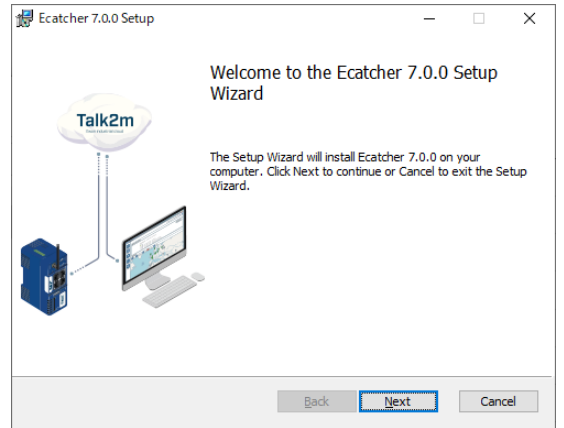 Ecatcher 7.0.0 Setup
Welcome to the Ecatcher 7.0.0 Setup
Wizard
Talk2m
The Setup Wizard will install Ecatcher 7.0.0 on your
computer. Click Next to continue or Cancel to exit the Setup
Wizard.
Back
Next
Cancel